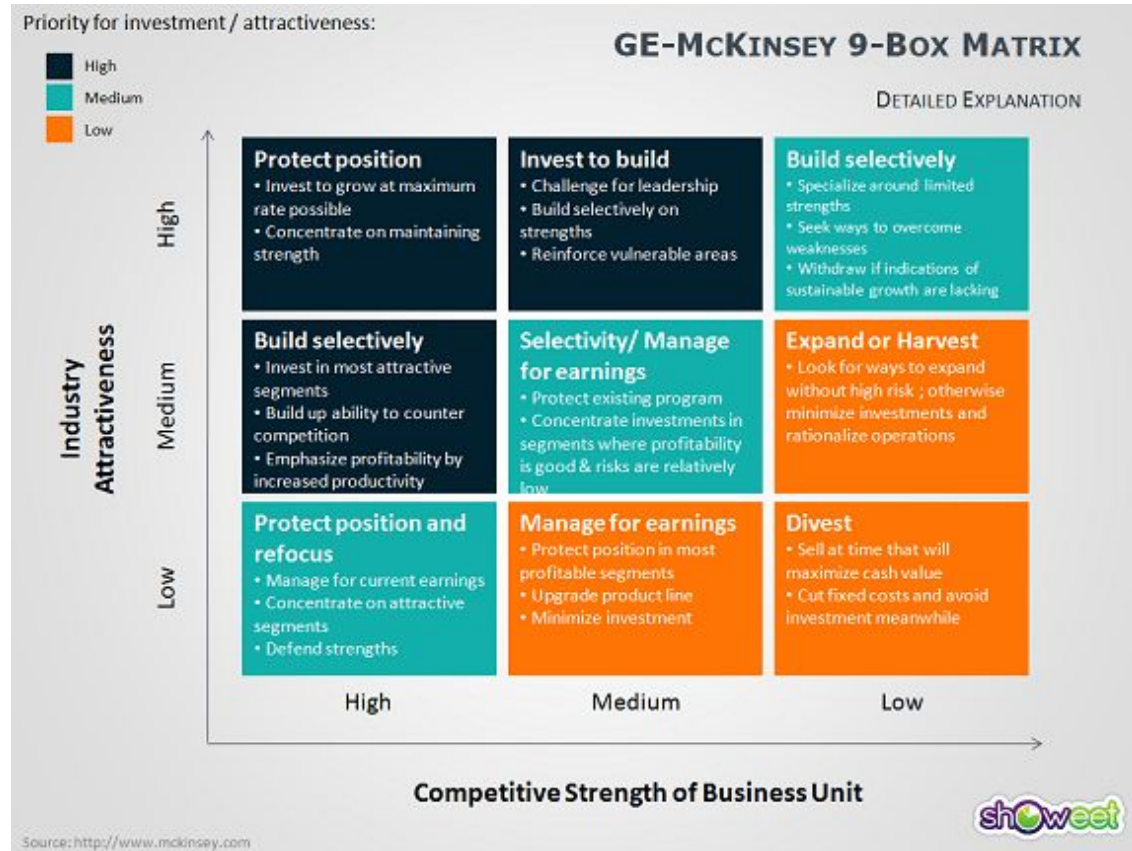 Priority for investment / attractiveness:
High
Medium
Low
GE-McKinsey 9-Box Matrix
Detailed Explanation
Industry
Attractiveness
High
Protect position
• Invest to grow at maximum
rate possible
• Concentrate on maintaining
strength
Invest to build
• Challenge for leadership
• Build selectively on
strengths
• Reinforce vulnerable areas
Build selectively
• Specialize around limited
strengths
• Seek ways to overcome
weaknesses
• Withdraw if indications of
sustainable growth are lacking
Medium
Build selectively
• Invest in most attractive
segments
• Build up ability to counter
competition
• Emphasize profitability by
increased productivity
Selectivity/ Manage
for earnings
• Protect existing program
• Concentrate investments in
segments where profitability
is good & risks are relatively
low
Expand or Harvest
• Look for ways to expand
without high risk ; otherwise
minimize investments and
rationalize operations
Low
Protect position and
refocus
• Manage for current earnings
• Concentrate on attractive
segments
• Defend strengths
Manage for earnings
• Protect position in most
profitable segments
• Upgrade product line
• Minimize investment
Divest
• Sell at time that will
maximize cash value
• Cut fixed costs and avoid
investment meanwhile
High
Medium
Low
Competitive Strength of Business Unit
showeet
Source: http://www.mckinsey.com